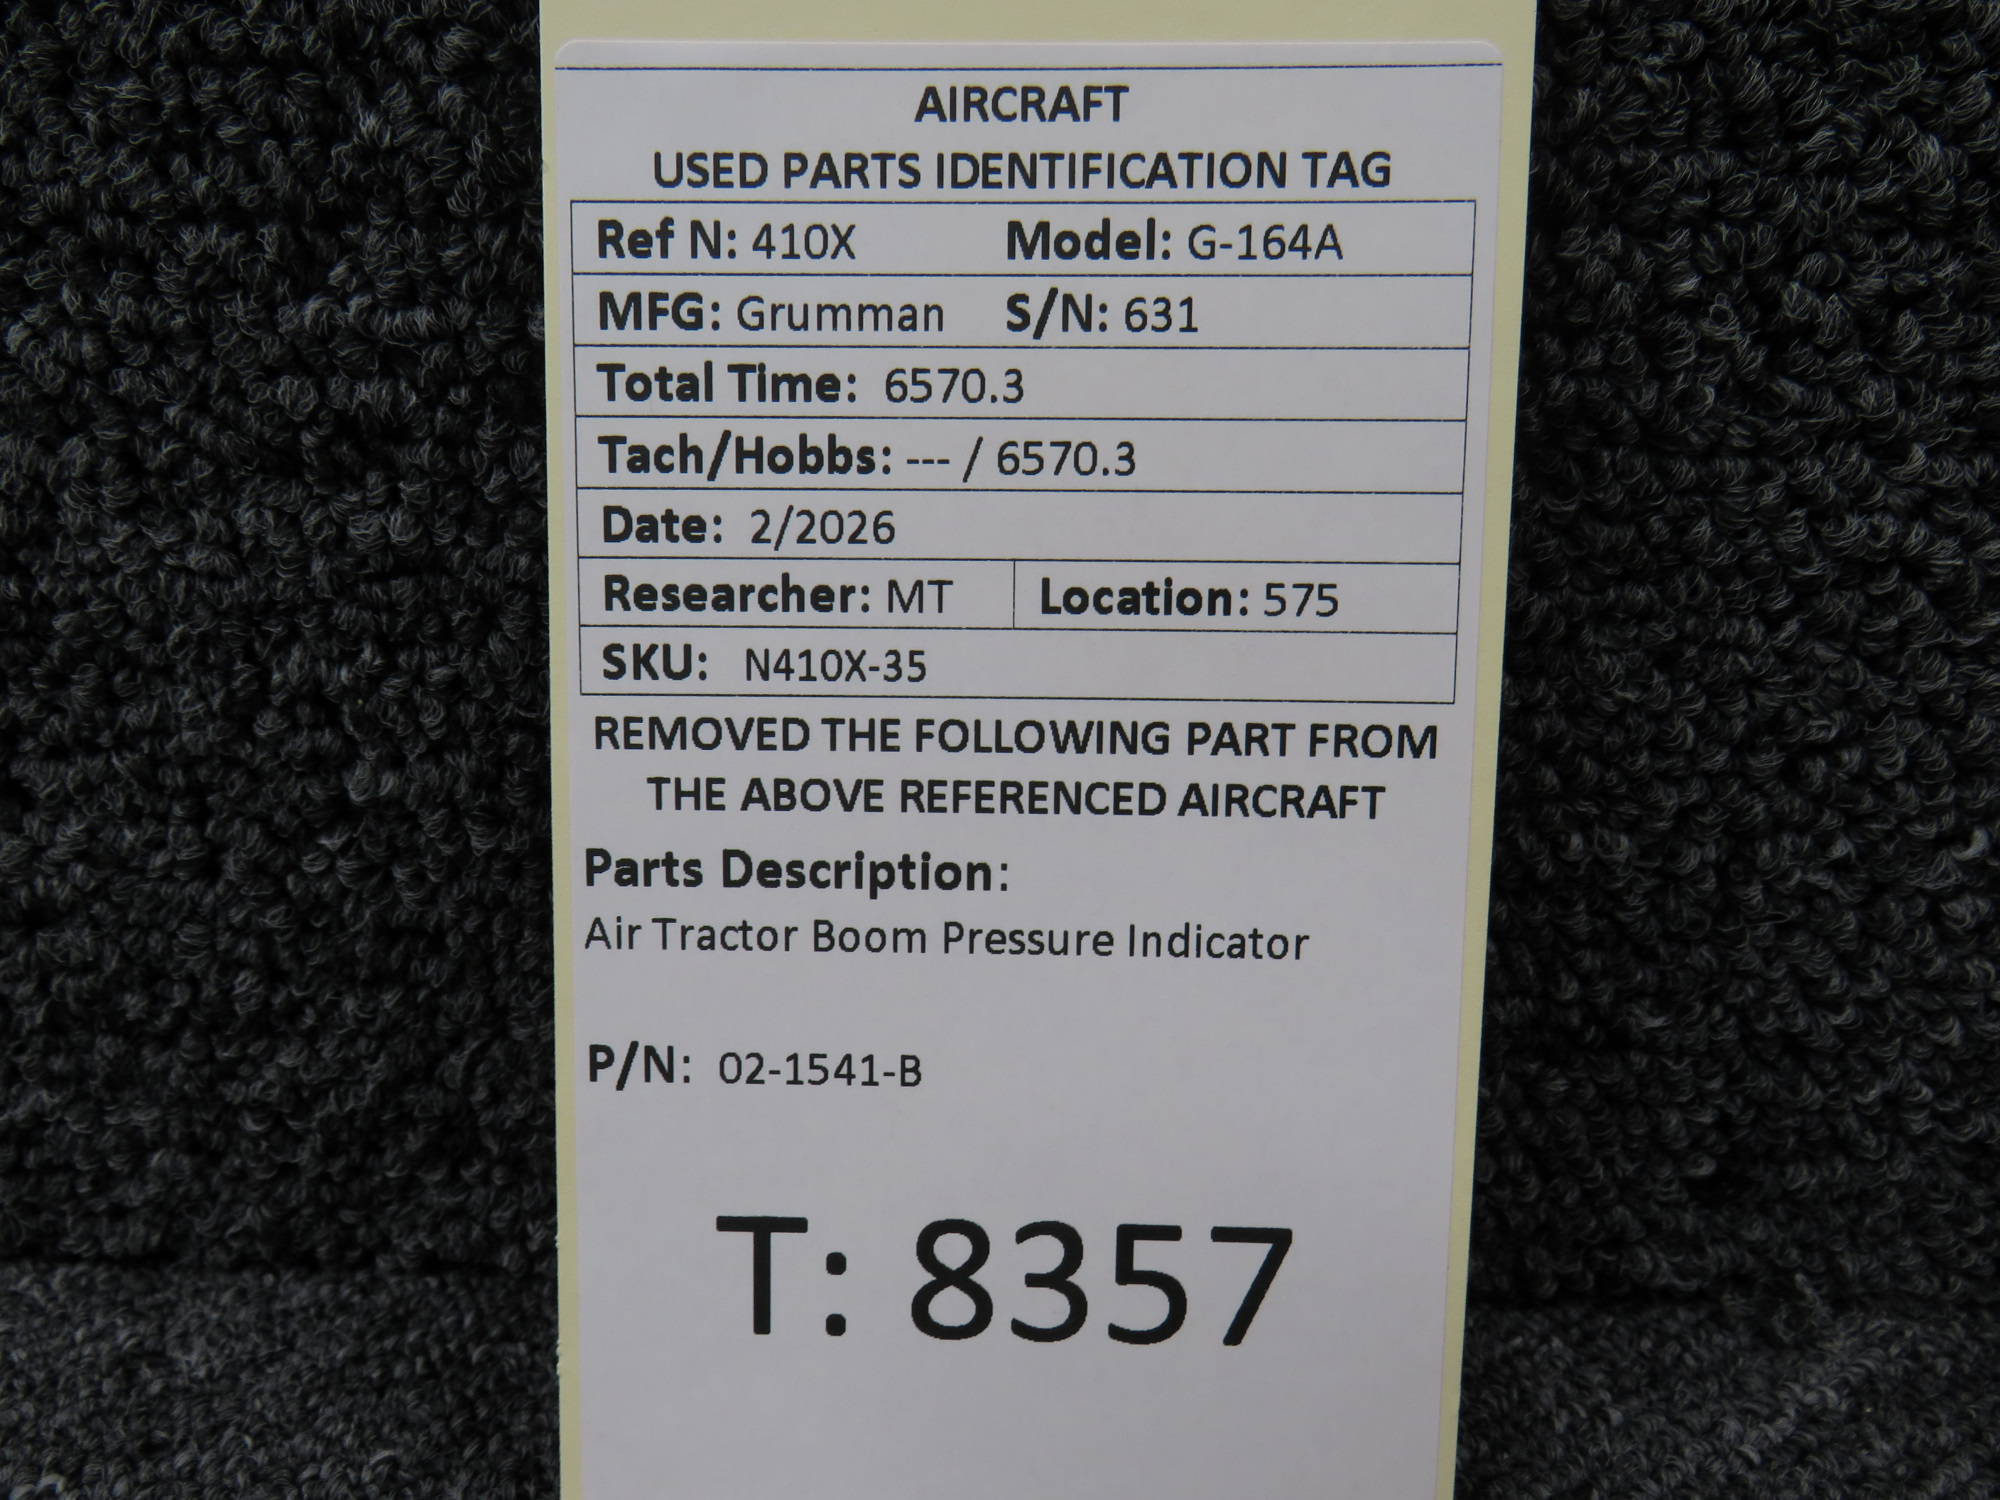 AIRCRAFT
USED PARTS IDENTIFICATION TAG
Ref N: 410X Model: G-164A
MFG: Grumman S/N: 631
Total Time: 6570.3
Tach/Hobbs: --- / 6570.3
Date: 2/2026
Researcher: MT Location: 575
SKU: N410X-35
REMOVED THE FOLLOWING PART FROM
THE ABOVE REFERENCED AIRCRAFT
Parts Description:
Air Tractor Boom Pressure Indicator
P/N: 02-1541-B
T: 8357